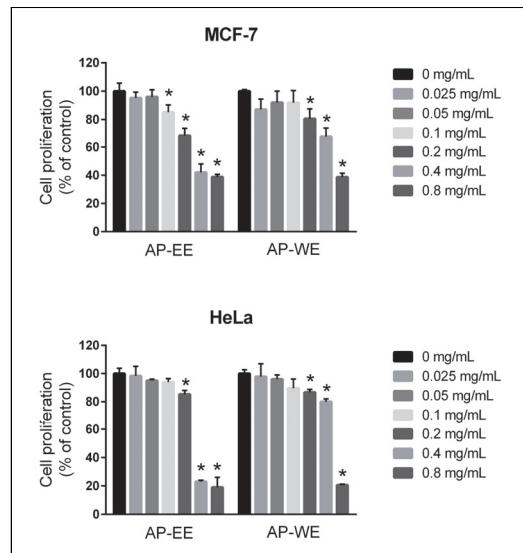 MCF-7
Cell proliferation
(% of control)
120
100
80
60
40
20
0
* * * *
* * *
AP-EE
AP-WE
0 mg/mL
0.025 mg/mL
0.05 mg/mL
0.1 mg/mL
0.2 mg/mL
0.4 mg/mL
0.8 mg/mL
HeLa
Cell proliferation
(% of control)
120
100
80
60
40
20
0
* * *
* * *
AP-EE
AP-WE
0 mg/mL
0.025 mg/mL
0.05 mg/mL
0.1 mg/mL
0.2 mg/mL
0.4 mg/mL
0.8 mg/mL